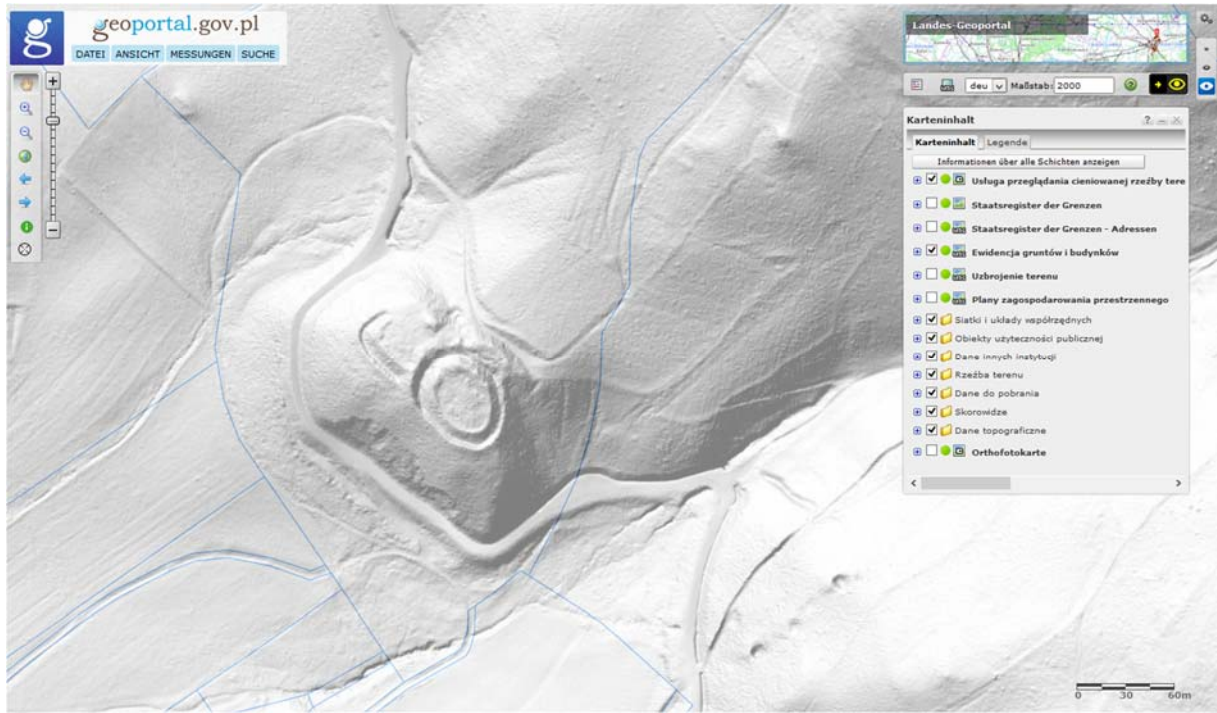 geoportal.gov.pl
DATEI ANSICHT MESSUNGEN SUCHE
Landes-Geoportal
deu Maßstab: 2000
Karteninhalt
Karteninhalt Legende
Informationen über alle Schichten anzeigen
Usługa przeglądania cieniowanej rzeźby tere
Staatsregister der Grenzen
Staatsregister der Grenzen - Adressen
Ewidencja gruntów i budynków
Uzbrojenie terenu
Plany zagospodarowania przestrzennego
Siatki i układy współrzędnych
Obiekty użyteczności publicznej
Dane innych instytucji
Rzeźba terenu
Dane do pobrania
Skorowidze
Dane topograficzne
Orthofotokarte
0 30 60m